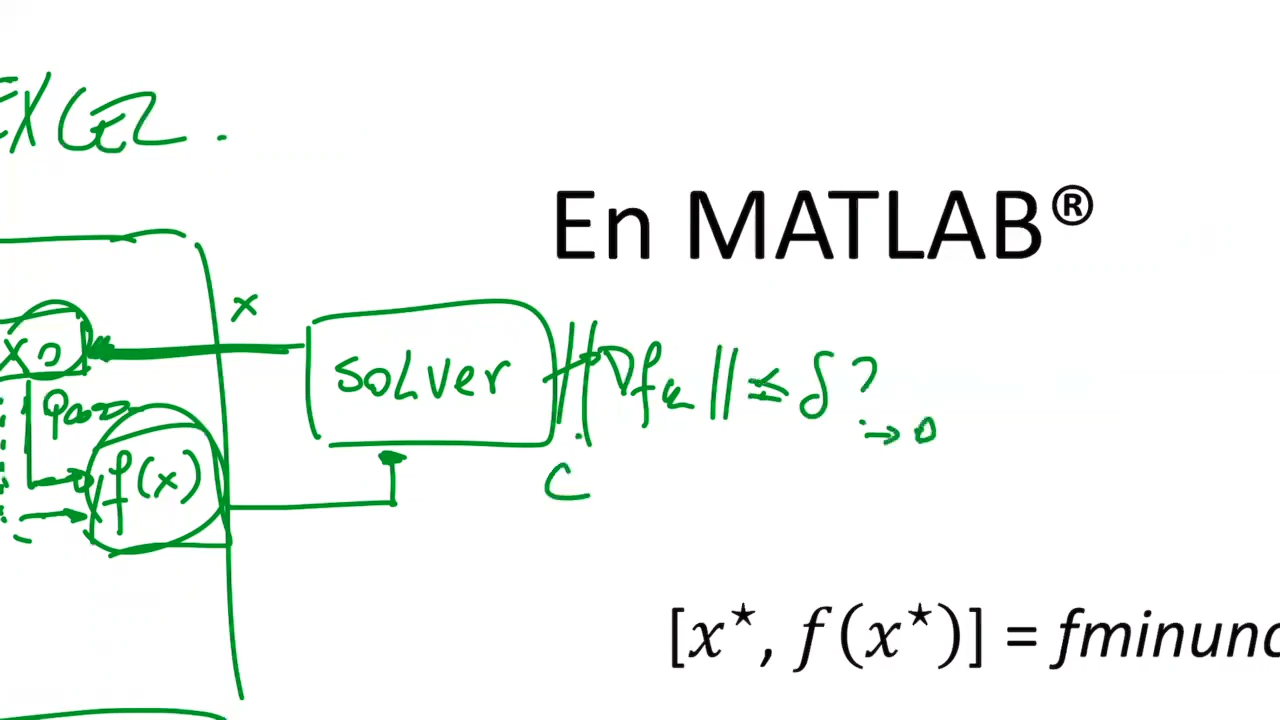 EXCEL.
En MATLAB®
x
x0
solver
‖∇fk‖ ≤ δ?
→0
f(x)
C
[x*, f(x*)] = fminunc